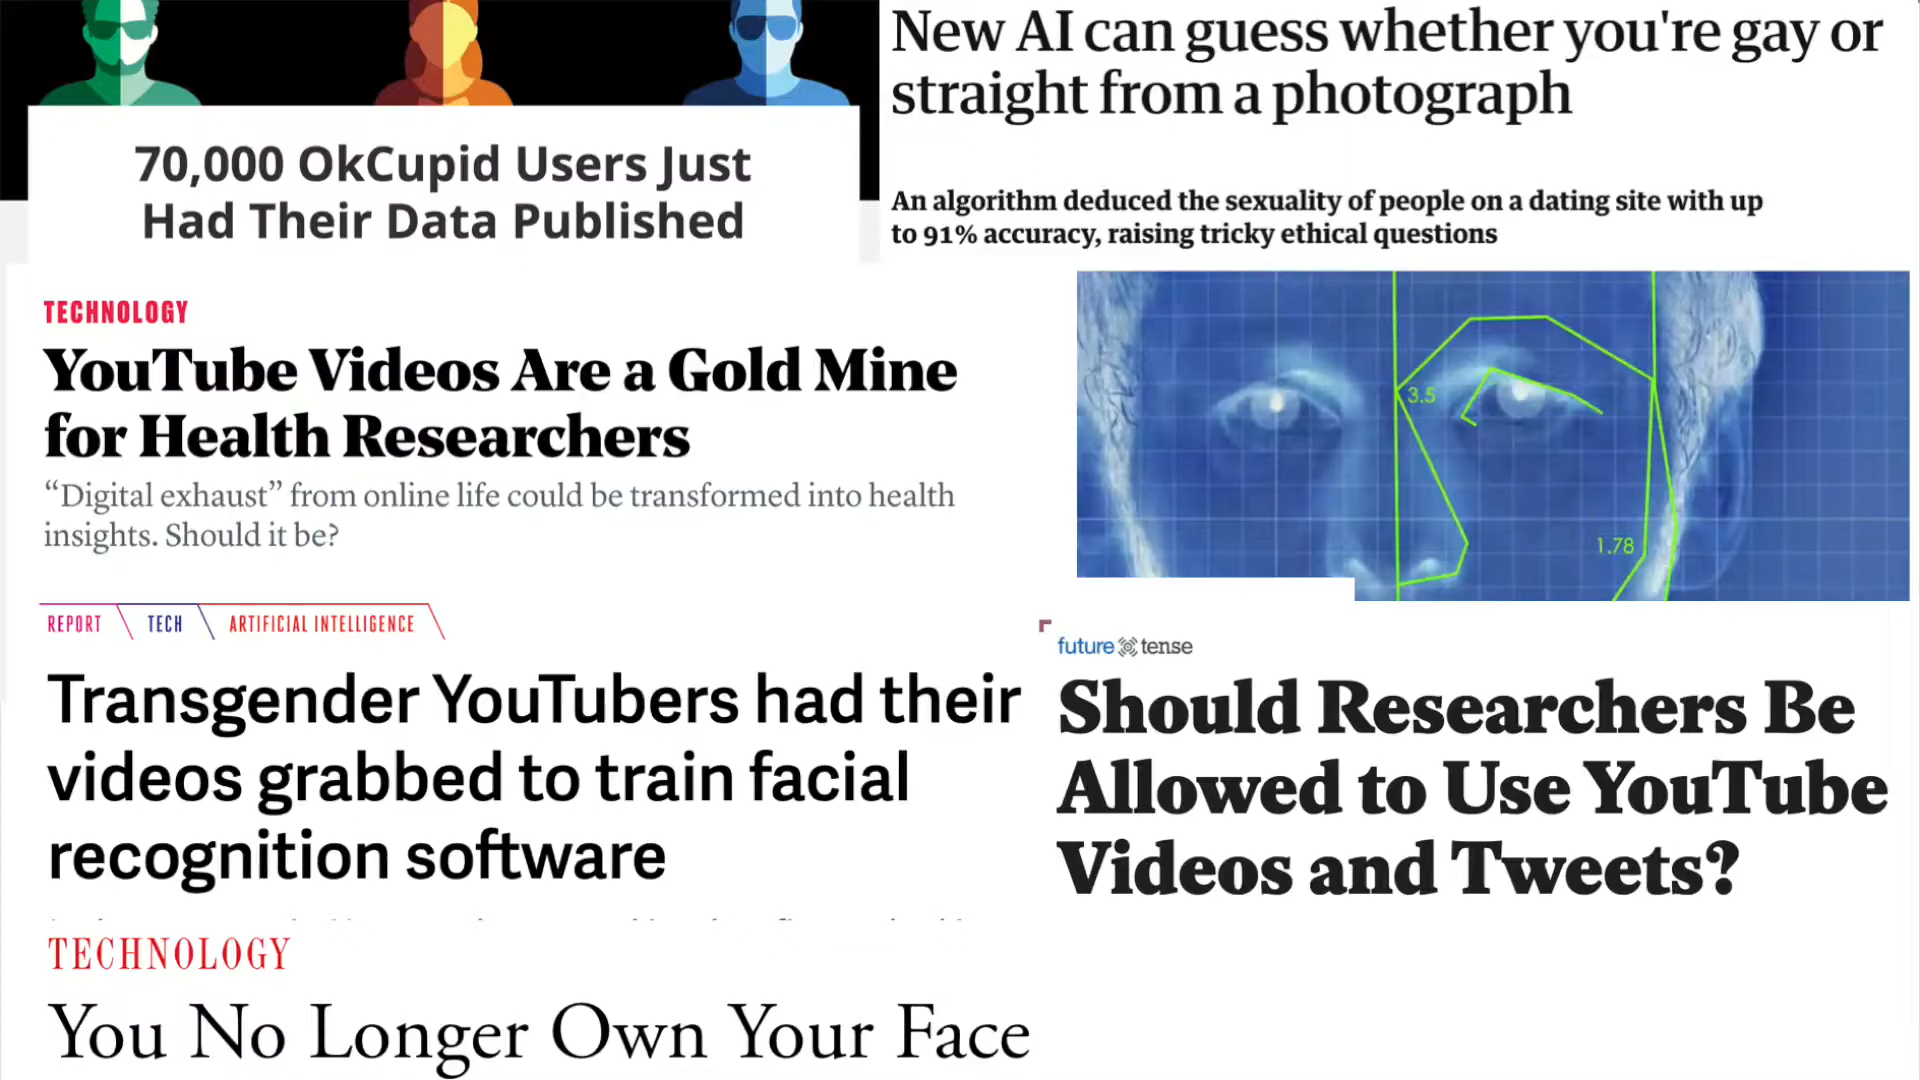 70,000 OkCupid Users Just
Had Their Data Published
New AI can guess whether you're gay or
straight from a photograph
An algorithm deduced the sexuality of people on a dating site with up
to 91% accuracy, raising tricky ethical questions
3.5
1.78
TECHNOLOGY
YouTube Videos Are a Gold Mine
for Health Researchers
“Digital exhaust” from online life could be transformed into health
insights. Should it be?
REPORT TECH ARTIFICIAL INTELLIGENCE
Transgender YouTubers had their
videos grabbed to train facial
recognition software
future tense
Should Researchers Be
Allowed to Use YouTube
Videos and Tweets?
TECHNOLOGY
You No Longer Own Your Face